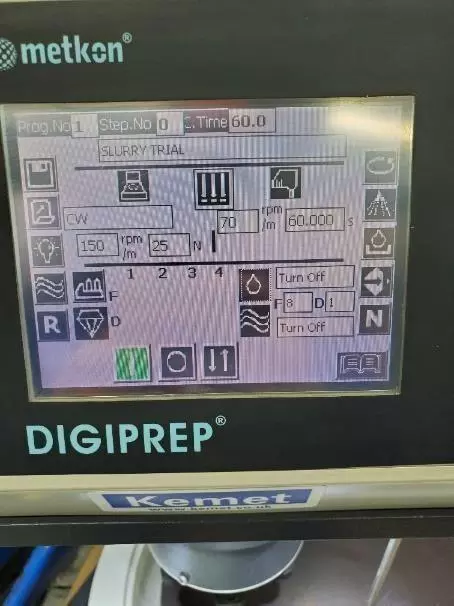 metkon®
Prog.No 1 Step.No 0 C.Time 60.0
SLURRY TRIAL
CW
70 rpm/m 60.000 s
150 rpm/m 25 N
1 2 3 4
Turn Off
F F 8 D 1
R D Turn Off N
DIGIPREP®
Kemet
www.kemet.co.uk